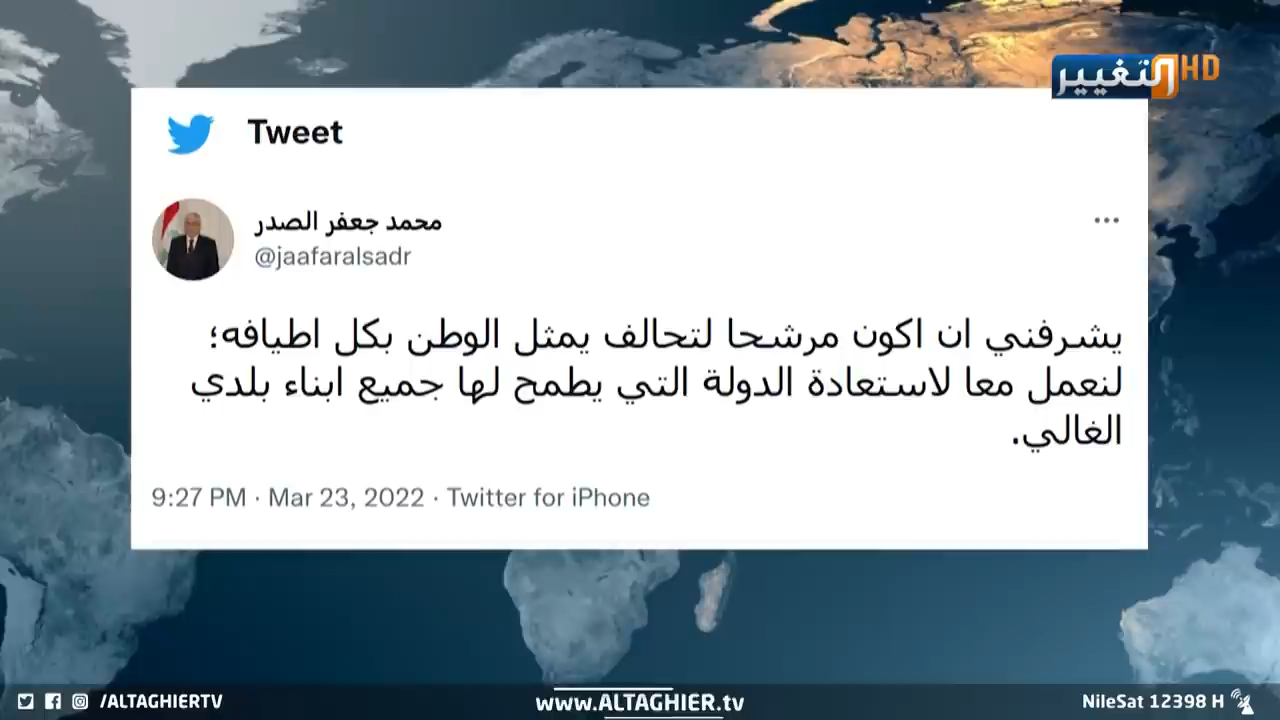 التغيير HD
Tweet
محمد جعفر الصدر
@jaafaralsadr
يشرفني ان اكون مرشحا لتحالف يمثل الوطن بكل اطيافه؛
لنعمل معا لاستعادة الدولة التي يطمح لها جميع ابناء بلدي
الغالي.
9:27 PM · Mar 23, 2022 · Twitter for iPhone
/ALTAGHIERTV
www.ALTAGHIER.tv
NileSat 12398 H